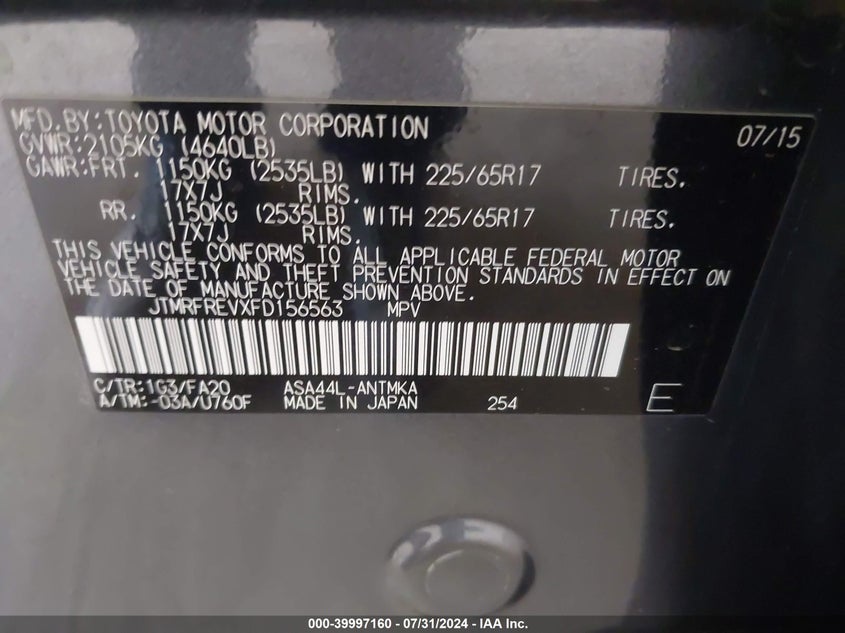 MFD.BY:TOYOTA MOTOR CORPORATION 07/15
GVWR:2105KG (4640LB)
GAWR:FRT. 1150KG (2535LB) WITH 225/65R17 TIRES.
17X7J RIMS.
RR. 1150KG (2535LB) WITH 225/65R17 TIRES.
17X7J RIMS.
THIS VEHICLE CONFORMS TO ALL APPLICABLE FEDERAL MOTOR
VEHICLE SAFETY AND THEFT PREVENTION STANDARDS IN EFFECT ON
THE DATE OF MANUFACTURE SHOWN ABOVE.
JTMRFREVXFD156563 MPV
C/TR:1G3/FA20 ASA44L-ANTMKA
A/TM:-03A/U760F MADE IN JAPAN 254 E
000-39997160 - 07/31/2024 - IAA Inc.